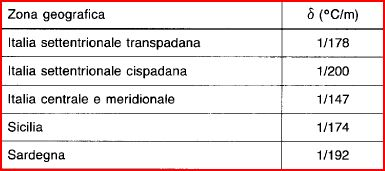 Zona geografica δ (°C/m)
Italia settentrionale transpadana 1/178
Italia settentrionale cispadana 1/200
Italia centrale e meridionale 1/147
Sicilia 1/174
Sardegna 1/192